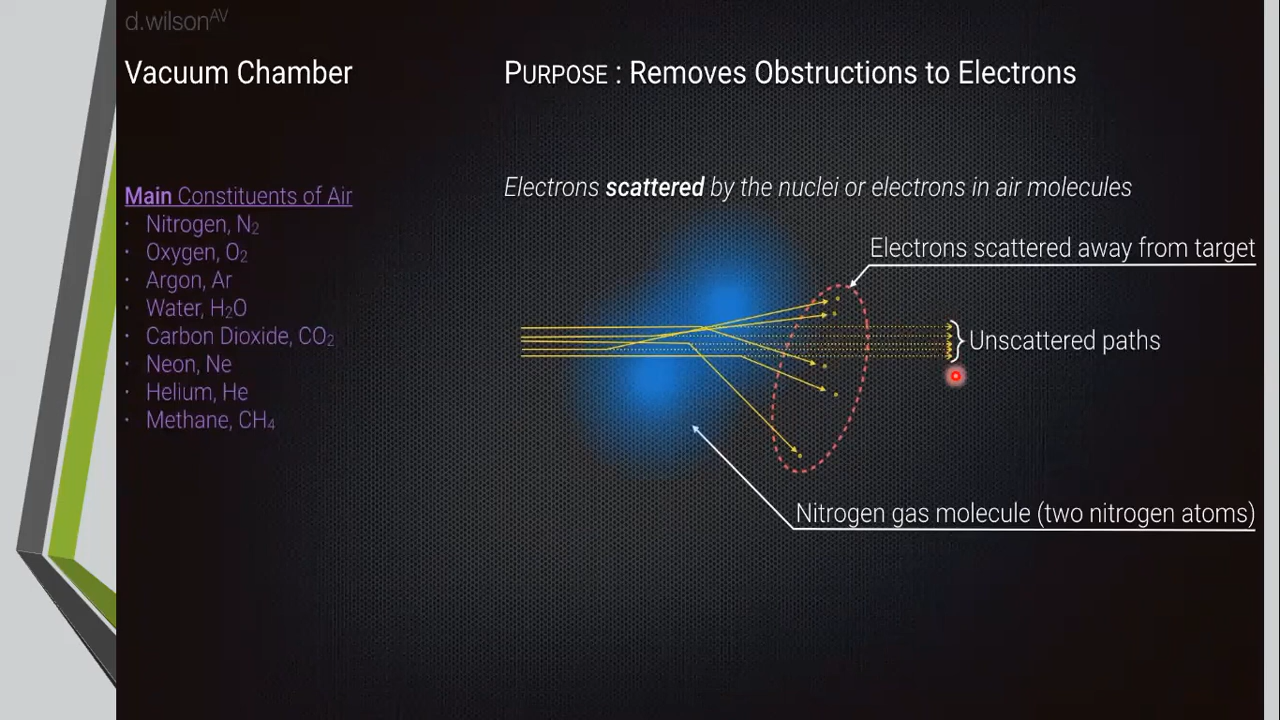 d.wilsonAV
Vacuum Chamber
PURPOSE : Removes Obstructions to Electrons
Main Constituents of Air
· Nitrogen, N₂
· Oxygen, O₂
· Argon, Ar
· Water, H₂O
· Carbon Dioxide, CO₂
· Neon, Ne
· Helium, He
· Methane, CH₄
Electrons scattered by the nuclei or electrons in air molecules
Electrons scattered away from target
Unscattered paths
Nitrogen gas molecule (two nitrogen atoms)